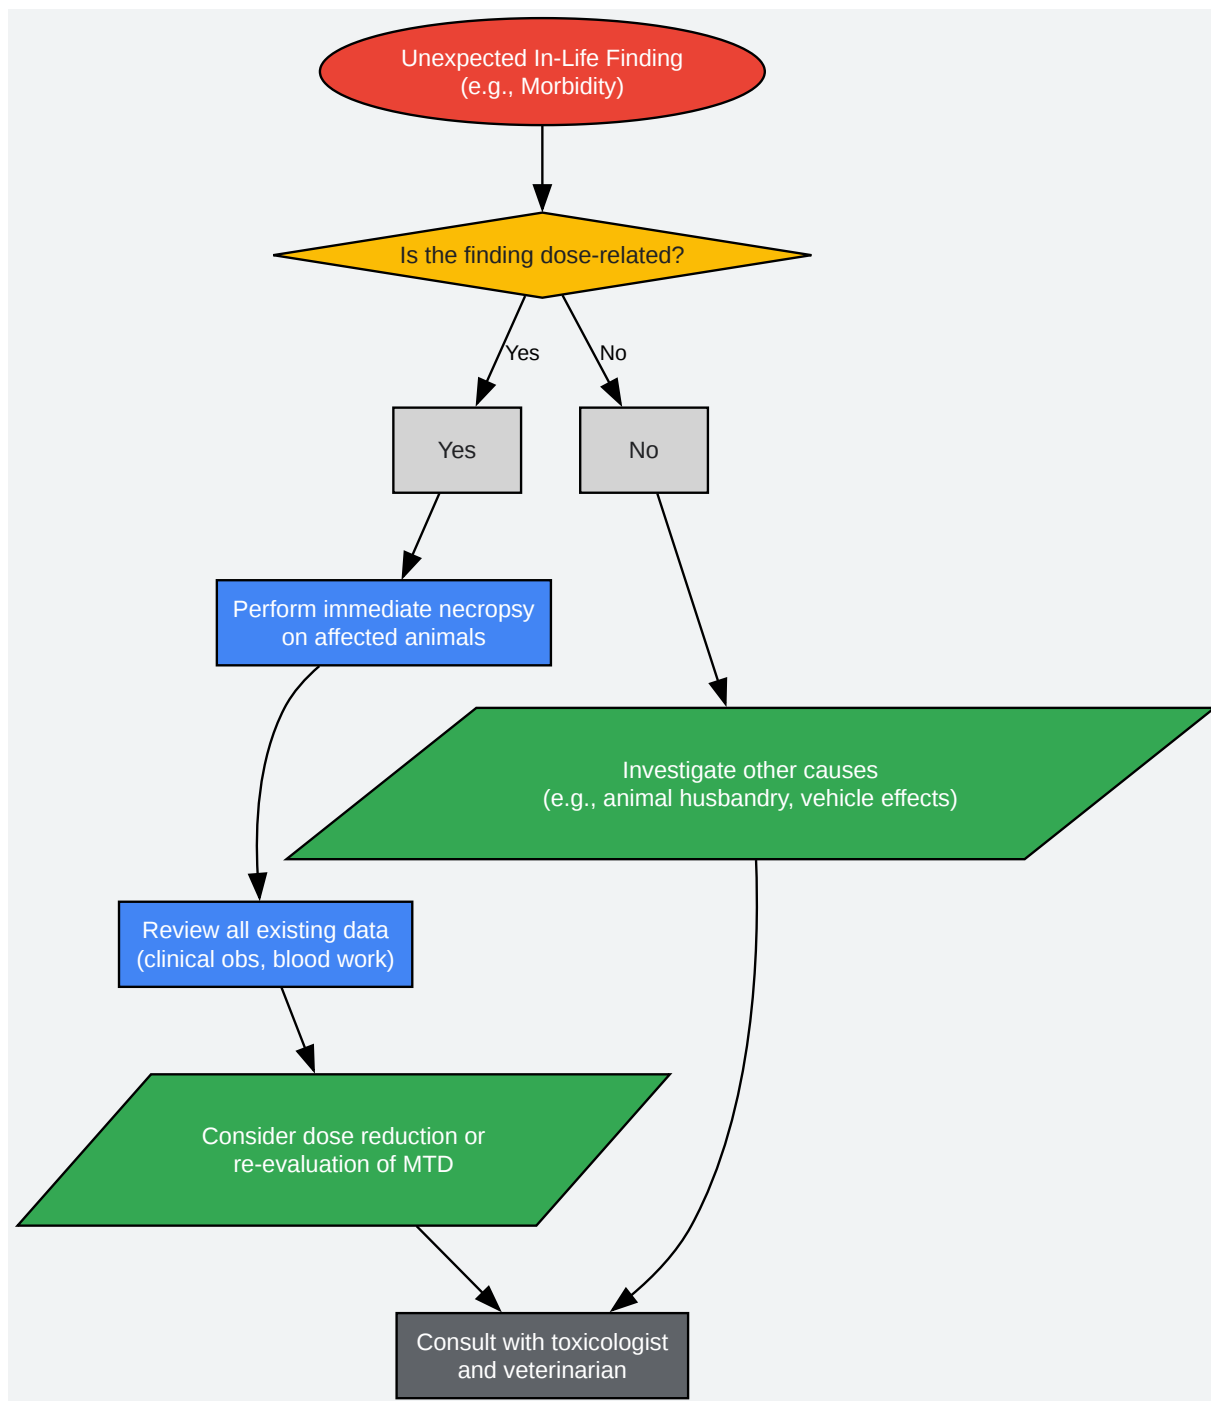 Unexpected In-Life Finding
(e.g., Morbidity)
Is the finding dose-related?
Yes
No
Yes
No
Perform immediate necropsy
on affected animals
Investigate other causes
(e.g., animal husbandry, vehicle effects)
Review all existing data
(clinical obs, blood work)
Consider dose reduction or
re-evaluation of MTD
Consult with toxicologist
and veterinarian